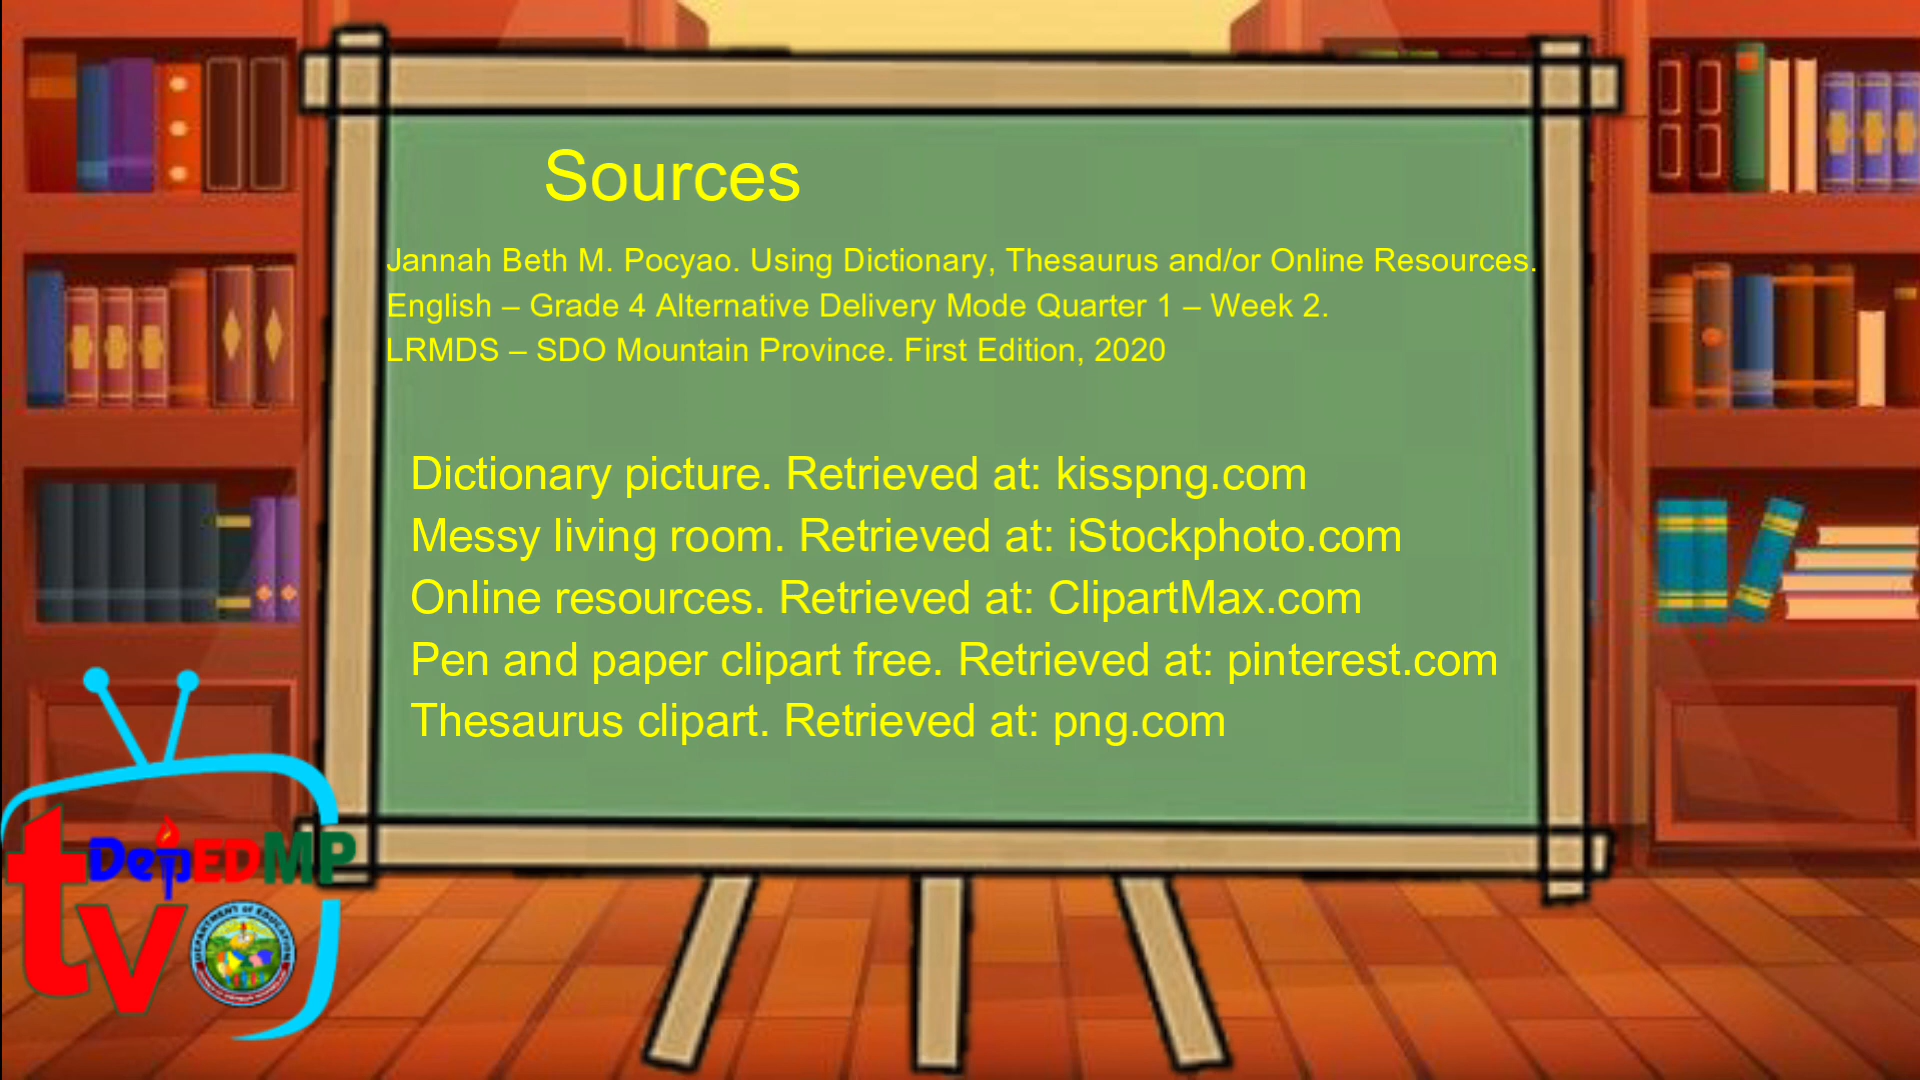 Sources
Jannah Beth M. Pocyao. Using Dictionary, Thesaurus and/or Online Resources.
English – Grade 4 Alternative Delivery Mode Quarter 1 – Week 2.
LRMDS – SDO Mountain Province. First Edition, 2020
Dictionary picture. Retrieved at: kisspng.com
Messy living room. Retrieved at: iStockphoto.com
Online resources. Retrieved at: ClipartMax.com
Pen and paper clipart free. Retrieved at: pinterest.com
Thesaurus clipart. Retrieved at: png.com
DepEDMP
tv
DEPARTMENT OF EDUCATION